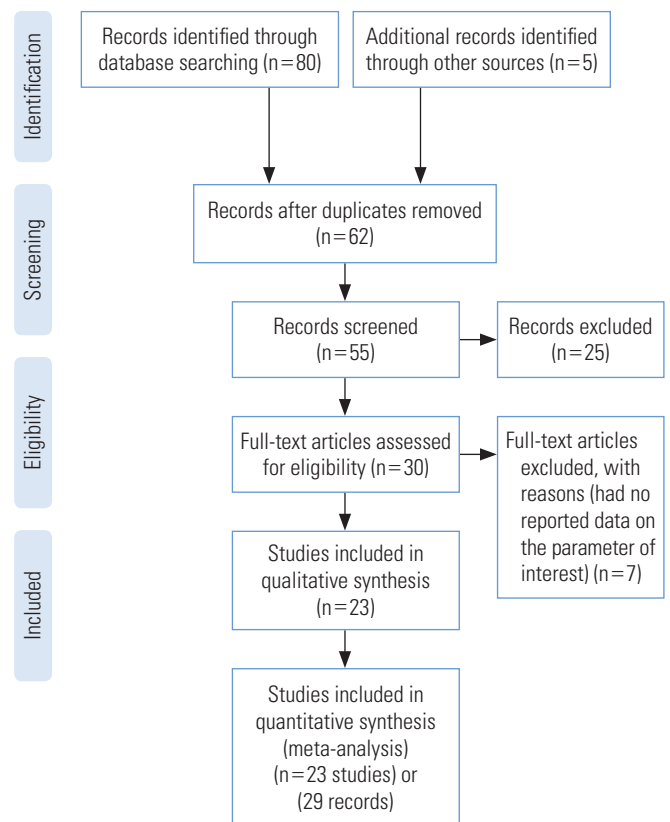 Identification
Records identified through
database searching (n=80)
Additional records identified
through other sources (n=5)
Screening
Records after duplicates removed
(n=62)
Records screened
(n=55)
Records excluded
(n=25)
Eligibility
Full-text articles assessed
for eligibility (n=30)
Full-text articles
excluded, with
reasons (had no
reported data on
the parameter of
interest) (n=7)
Included
Studies included in
qualitative synthesis
(n=23)
Studies included in
quantitative synthesis
(meta-analysis)
(n=23 studies) or
(29 records)